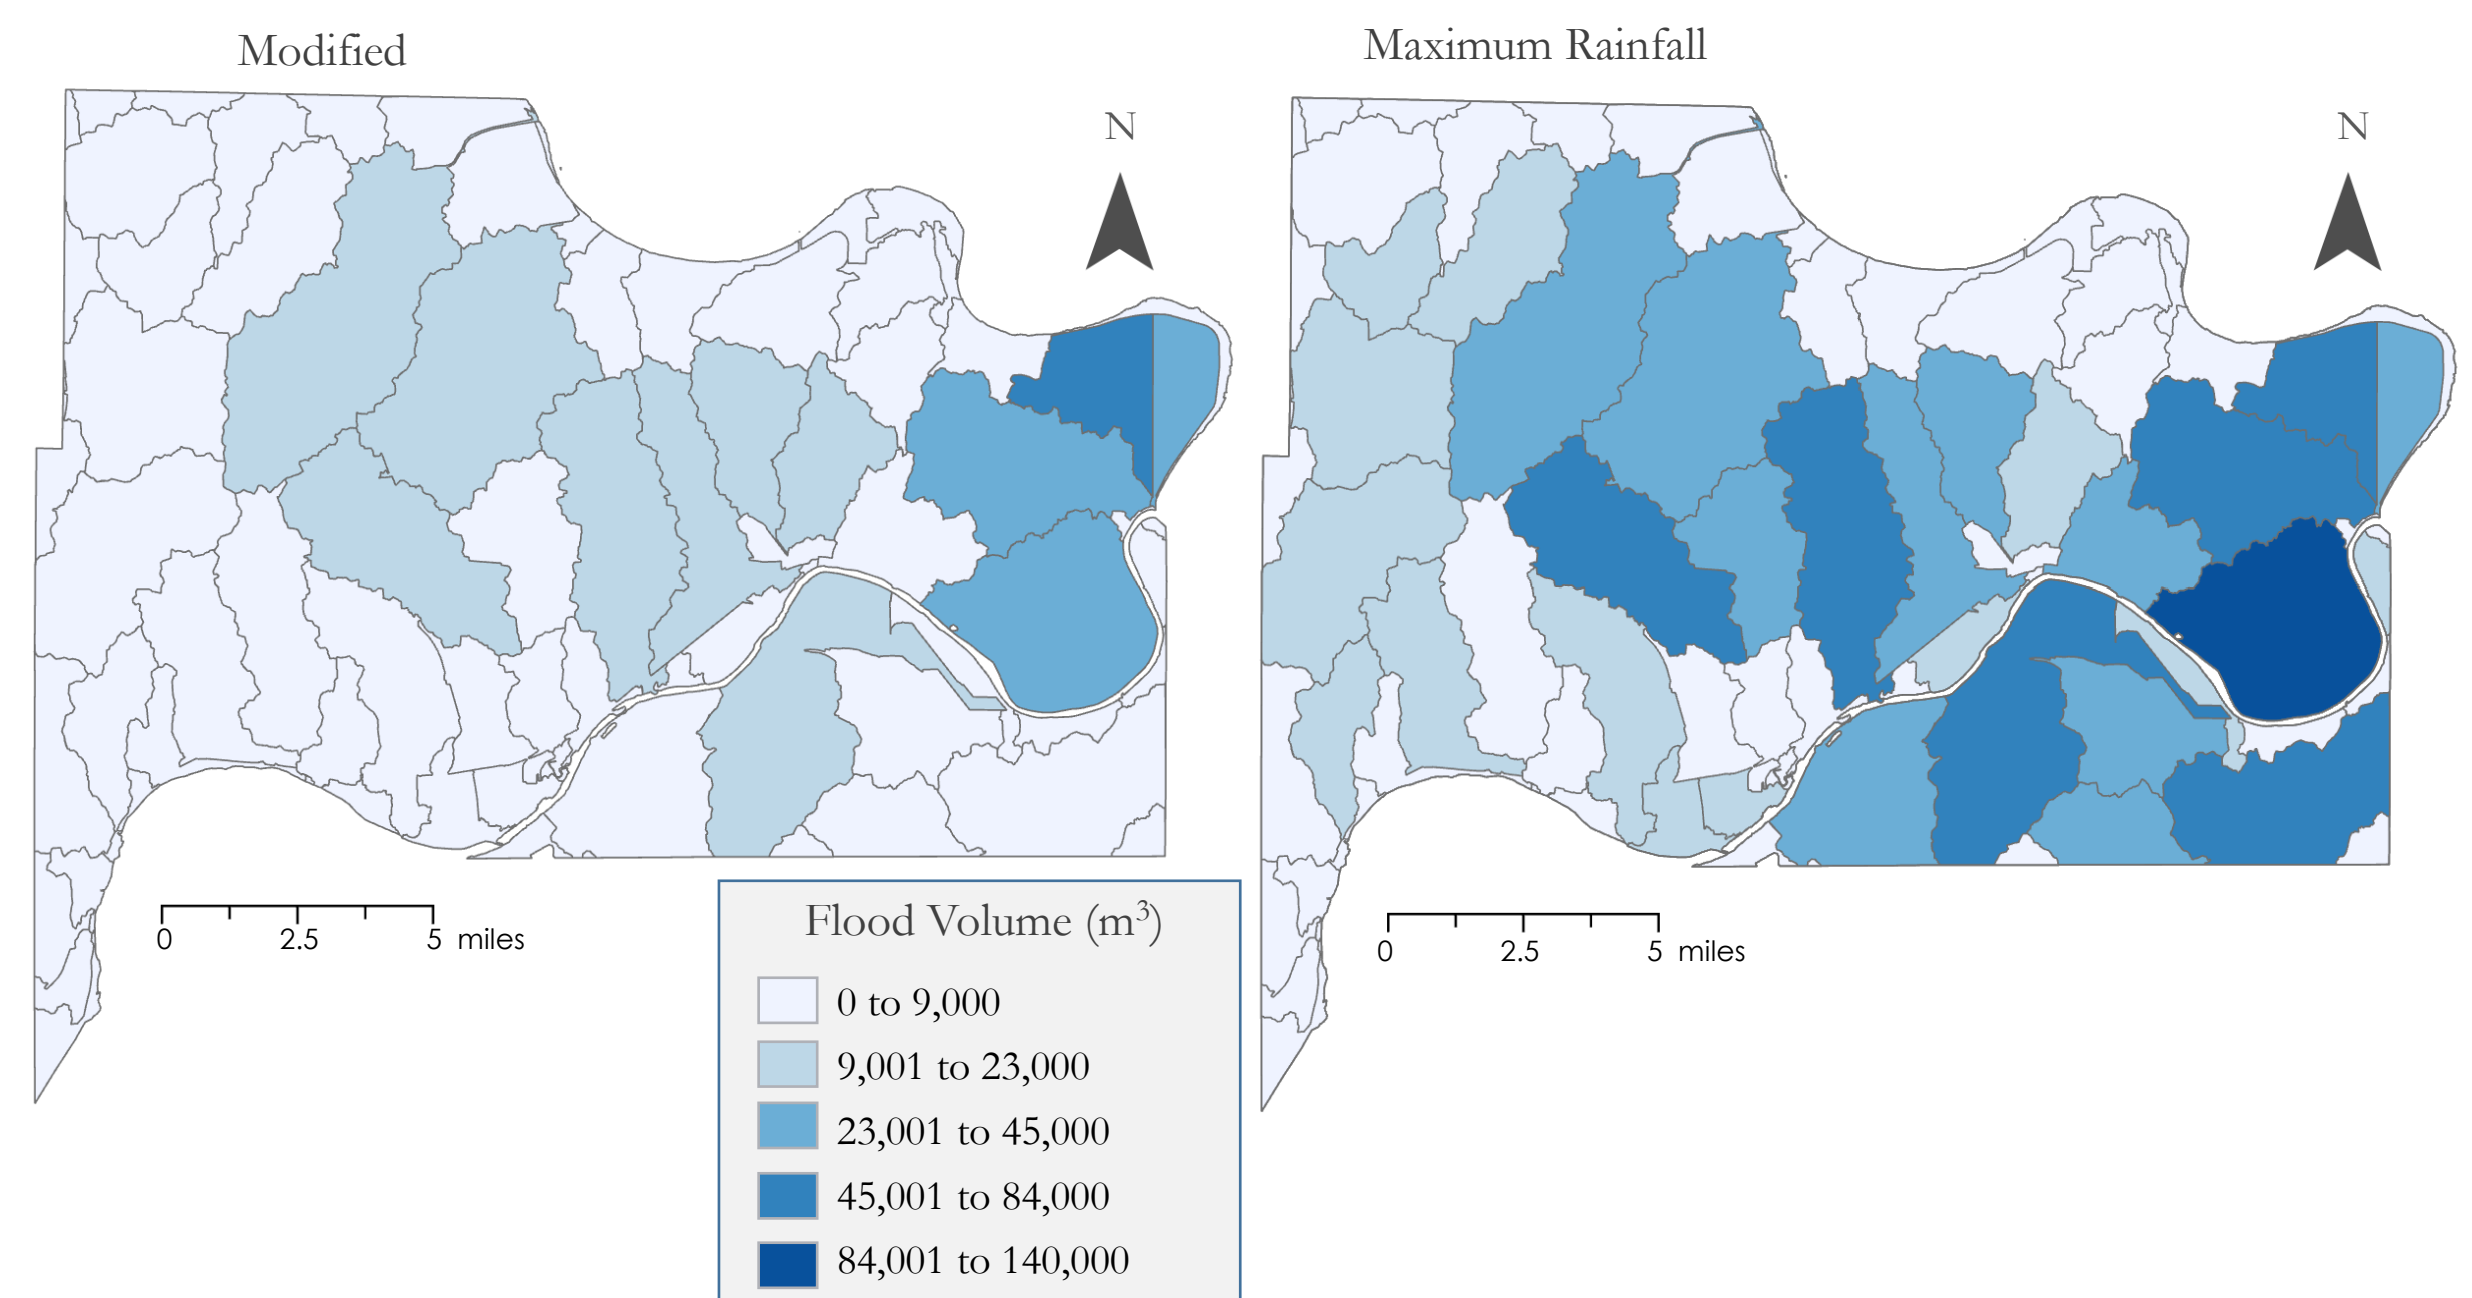 Modified
Maximum Rainfall
N
N
0 2.5 5 miles
0 2.5 5 miles
Flood Volume (m³)
0 to 9,000
9,001 to 23,000
23,001 to 45,000
45,001 to 84,000
84,001 to 140,000